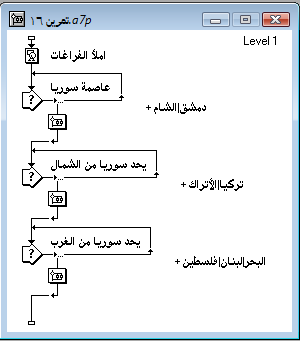 تمرين ١٦.a7p
Level 1
املأ الفراغات
عاصمة سوريا
دمشق|الشام +
يحد سوريا من الشمال
تركيا|الأتراك +
يحد سوريا من الغرب
البحر|لبنان|فلسطين +